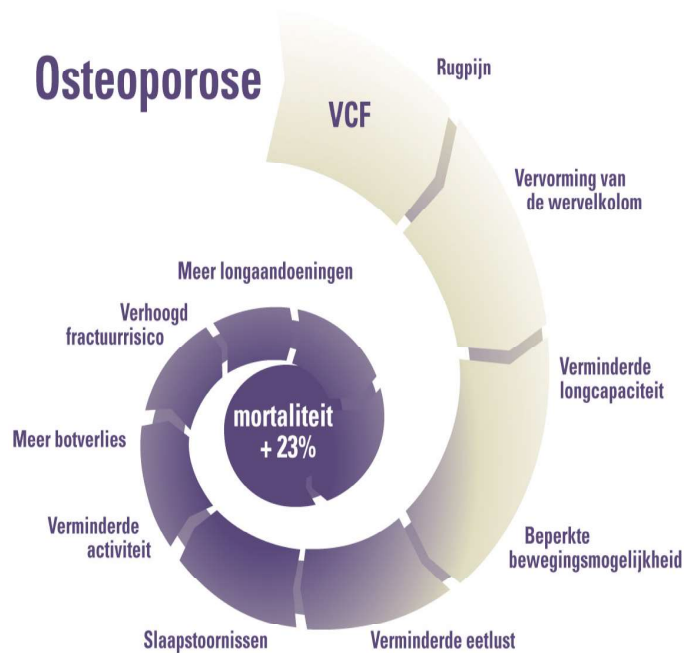 Osteoporose
VCF
Rugpijn
Vervorming van
de wervelkolom
Verminderde
longcapaciteit
Beperkte
bewegingsmogelijkheid
Verminderde eetlust
Slaapstoornissen
Verminderde
activiteit
Meer botverlies
Verhoogd
fractuurrisico
Meer longaandoeningen
mortaliteit
+ 23%